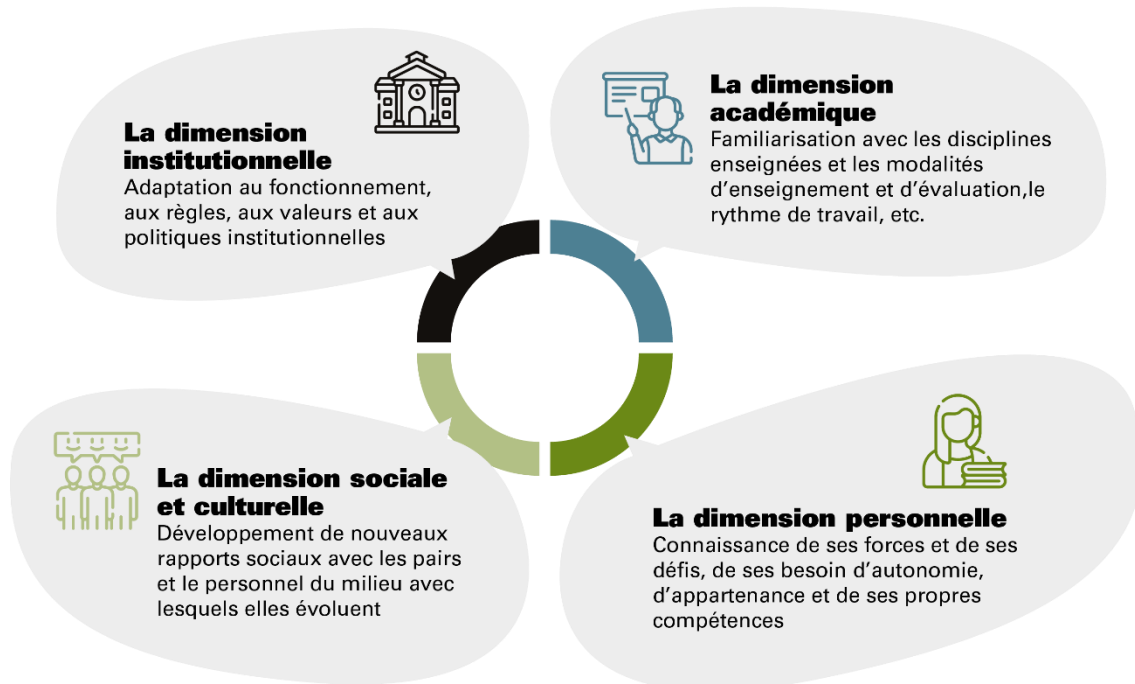 La dimension
institutionnelle
Adaptation au fonctionnement,
aux règles, aux valeurs et aux
politiques institutionnelles
La dimension
académique
Familiarisation avec les disciplines
enseignées et les modalités
d'enseignement et d'évaluation,le
rythme de travail, etc.
La dimension sociale
et culturelle
Développement de nouveaux
rapports sociaux avec les pairs
et le personnel du milieu avec
lesquels elles évoluent
La dimension personnelle
Connaissance de ses forces et de ses
défis, de ses besoin d'autonomie,
d'appartenance et de ses propres
compétences